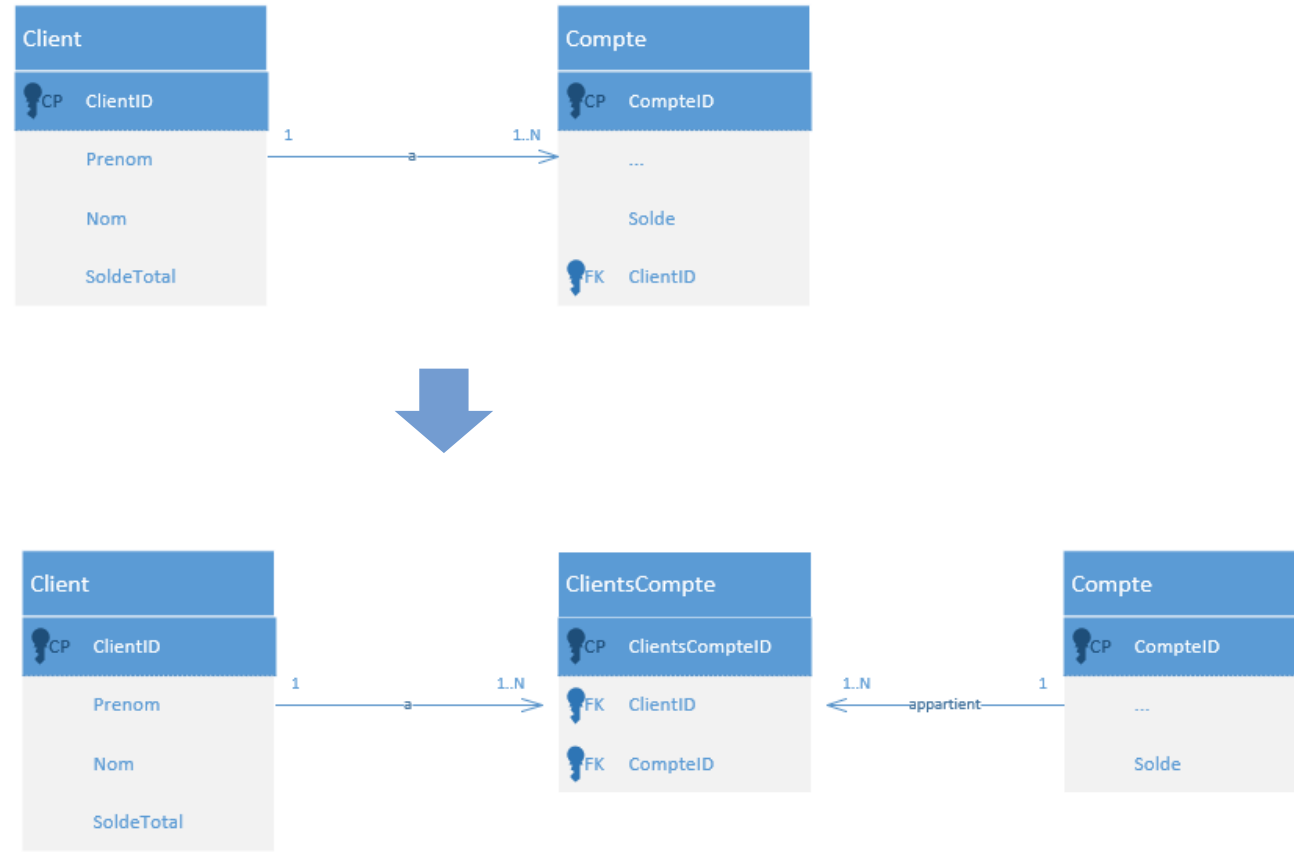 Client
Compte
CP ClientID
CP CompteID
1
1..N
Prenom
a
...
Nom
Solde
SoldeTotal
FK ClientID
Client
ClientsCompte
Compte
CP ClientID
CP ClientsCompteID
CP CompteID
1
1..N
1..N
1
Prenom
a
FK ClientID
appartient
...
Nom
FK CompteID
Solde
SoldeTotal